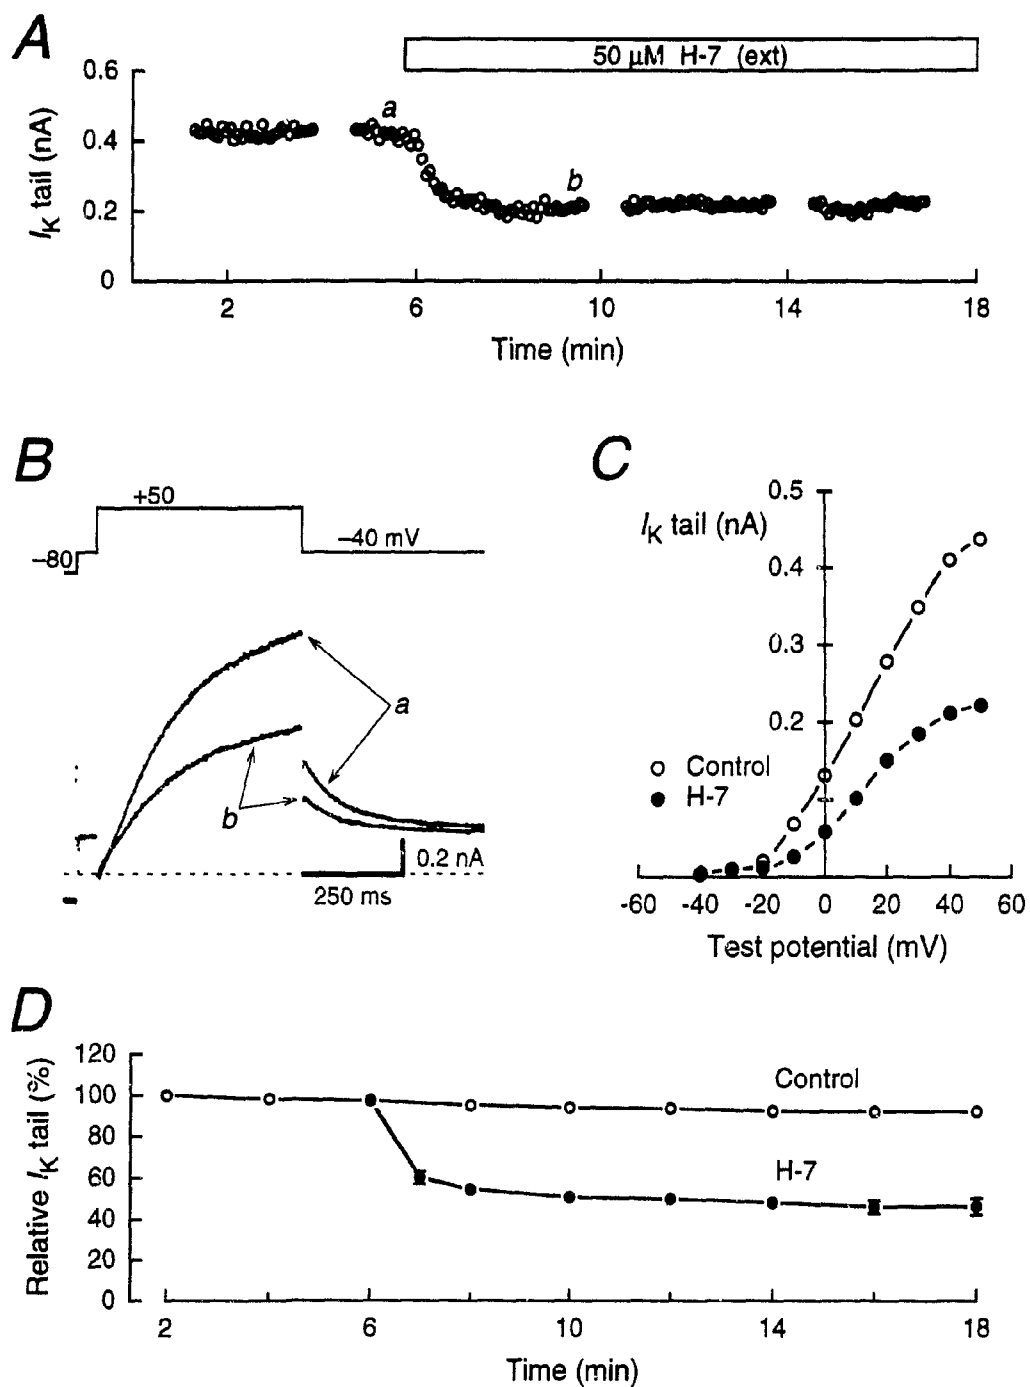 A
50 µM H-7 (ext)
0.6
0.4
0.2
0
IK tail (nA)
a
b
2
6
10
14
18
Time (min)
B
+50
–40 mV
–80
a
b
0.2 nA
250 ms
C
0.5
IK tail (nA)
0.4
0.3
0.2
Control
H-7
-60
-40
-20
0
20
40
60
Test potential (mV)
D
120
100
80
60
40
20
0
Relative IK tail (%)
Control
H-7
2
6
10
14
18
Time (min)